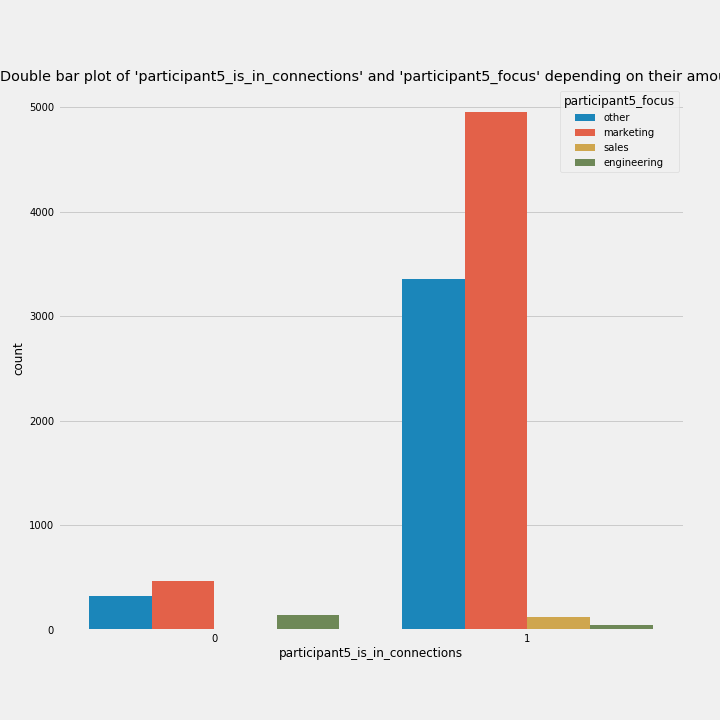 Double bar plot of 'participant5_is_in_connections' and 'participant5_focus' depending on their
participant5_focus
other
marketing
sales
engineering
5000
4000
3000
2000
1000
0
count
0 1
participant5_is_in_connections